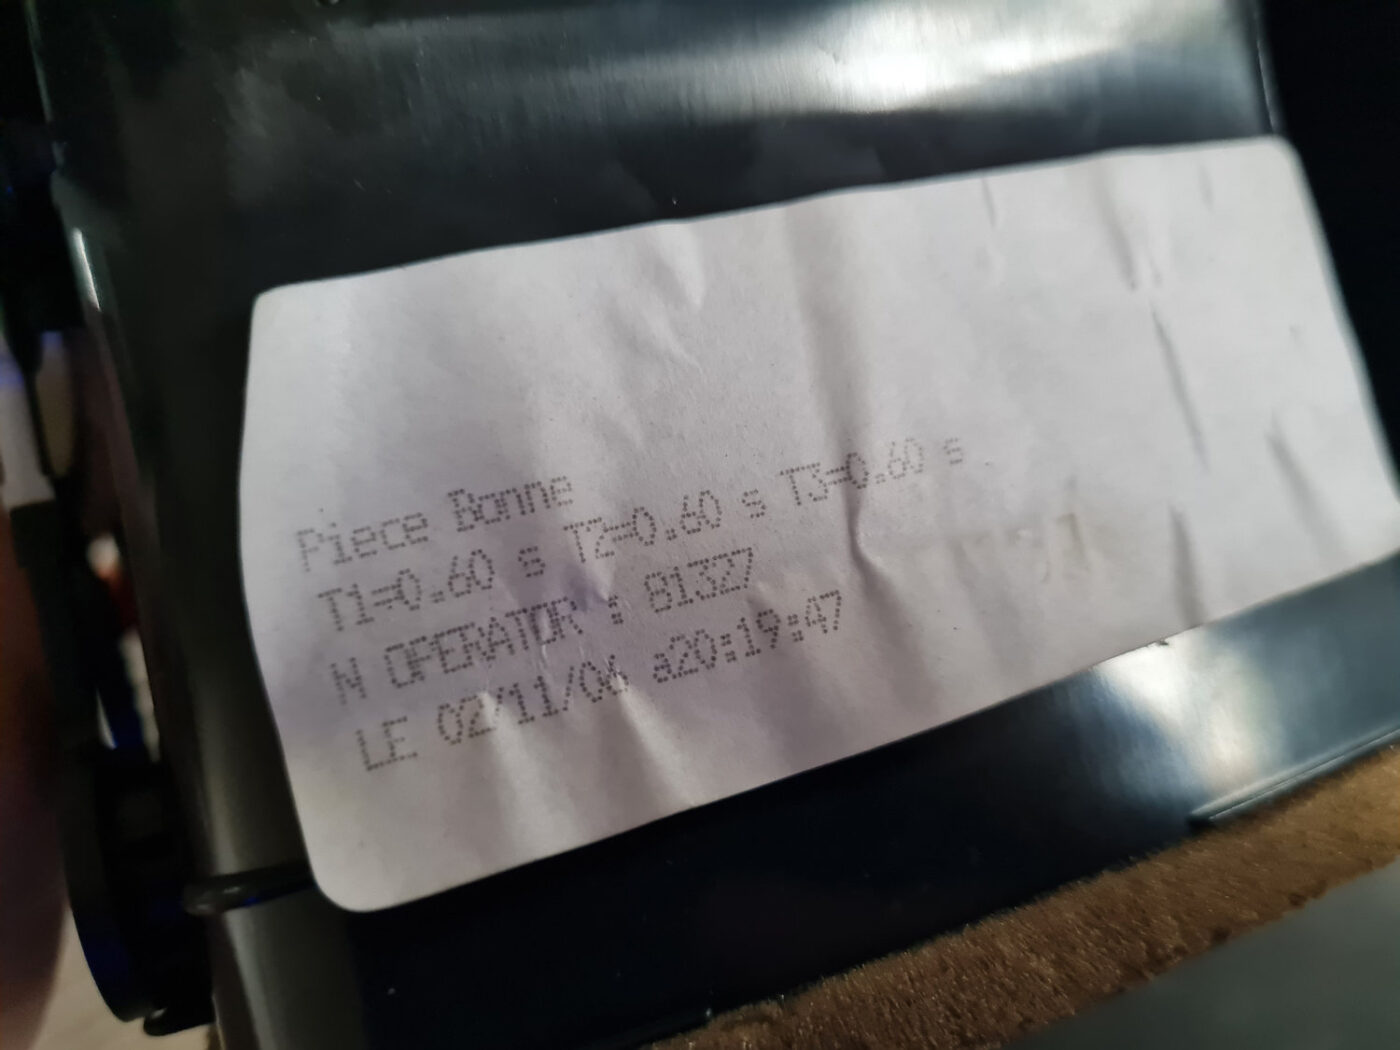 Piece Bonne
T1=0.60 s T2=0.60 s T3=0.60 s
N OPERATOR : 81327
LE 02/11/06 a20:19:47